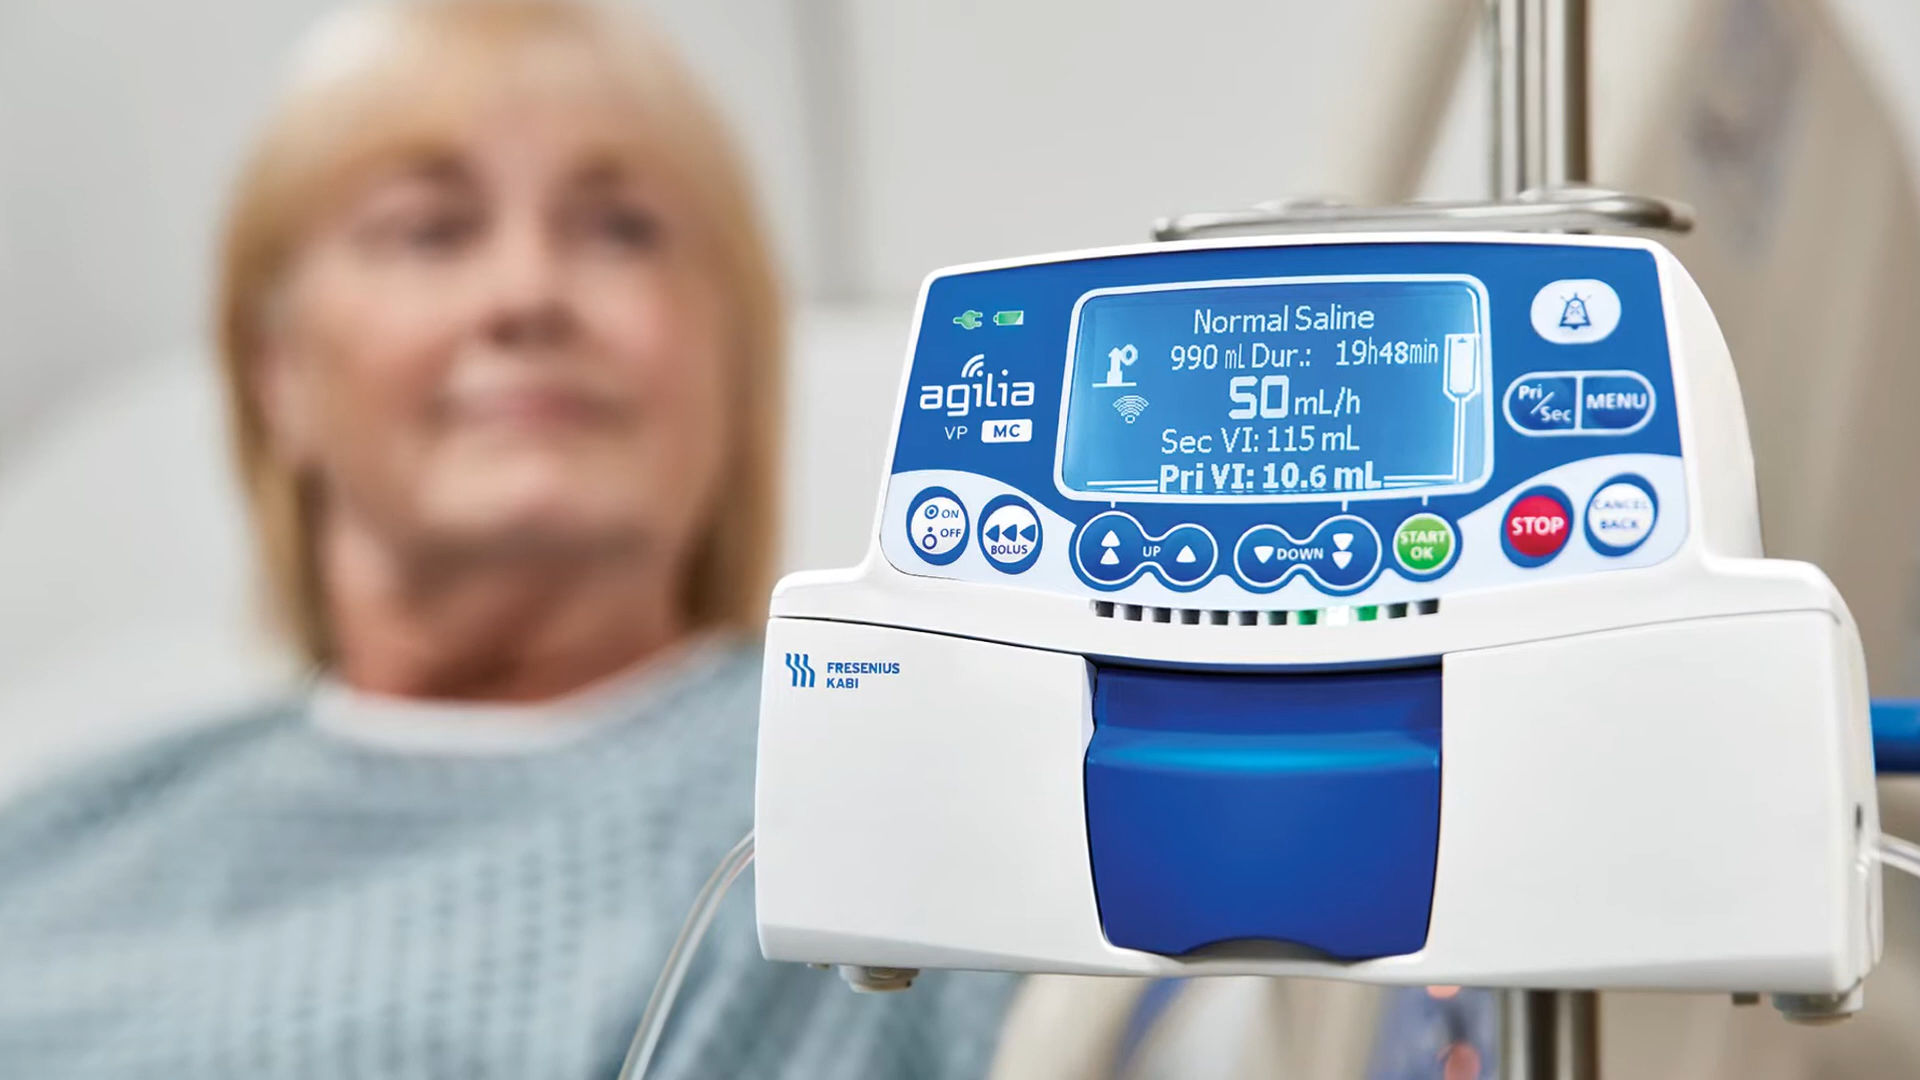 Normal Saline
990 mL Dur.: 19h48min
50 mL/h
Sec VI: 115 mL
Pri VI: 10.6 mL
agilia
VP MC
Pri/Sec MENU
ON
OFF
BOLUS
UP
DOWN
START
OK
STOP
CANCEL
BACK
FRESENIUS
KABI